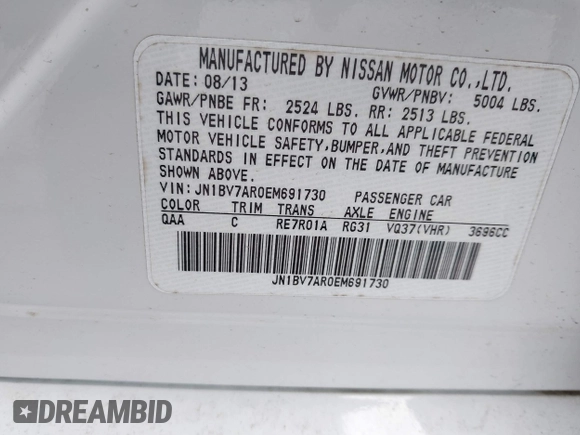 MANUFACTURED BY NISSAN MOTOR CO.,LTD.
DATE: 08/13 GVWR/PNBV: 5004 LBS.
GAWR/PNBE FR: 2524 LBS. RR: 2513 LBS.
THIS VEHICLE CONFORMS TO ALL APPLICABLE FEDERAL
MOTOR VEHICLE SAFETY,BUMPER,AND THEFT PREVENTION
STANDARDS IN EFFECT ON THE DATE OF MANUFACTURE
SHOWN ABOVE.
VIN: JN1BV7AR0EM691730 PASSENGER CAR
COLOR TRIM TRANS AXLE ENGINE
QAA C RE7R01A RG31 VQ37(VHR) 3696CC
JN1BV7AR0EM691730
DREAMBID